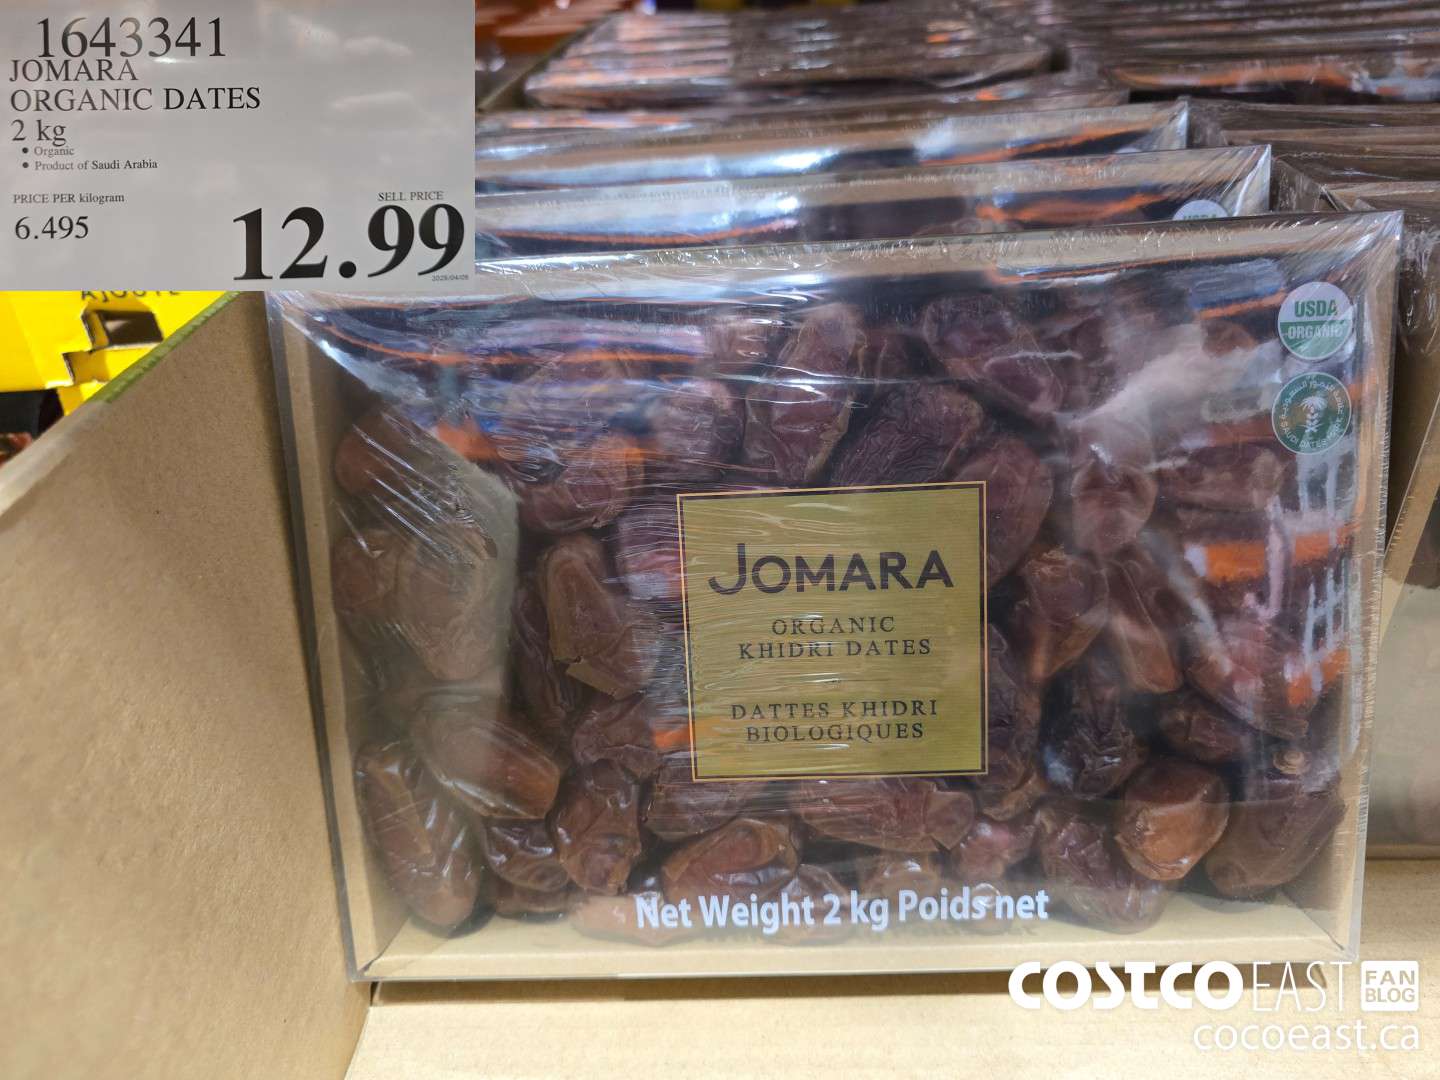 1643341
JOMARA
ORGANIC DATES
2 kg
• Organic
• Product of Saudi Arabia
PRICE PER kilogram
6.495
SELL PRICE
12.99
USDA
ORGANIC
SAUDI DATES
JOMARA
ORGANIC
KHIDRI DATES
DATTES KHIDRI
BIOLOGIQUES
Net Weight 2 kg Poids net
COSTCO EAST FAN BLOG
cocoeast.ca